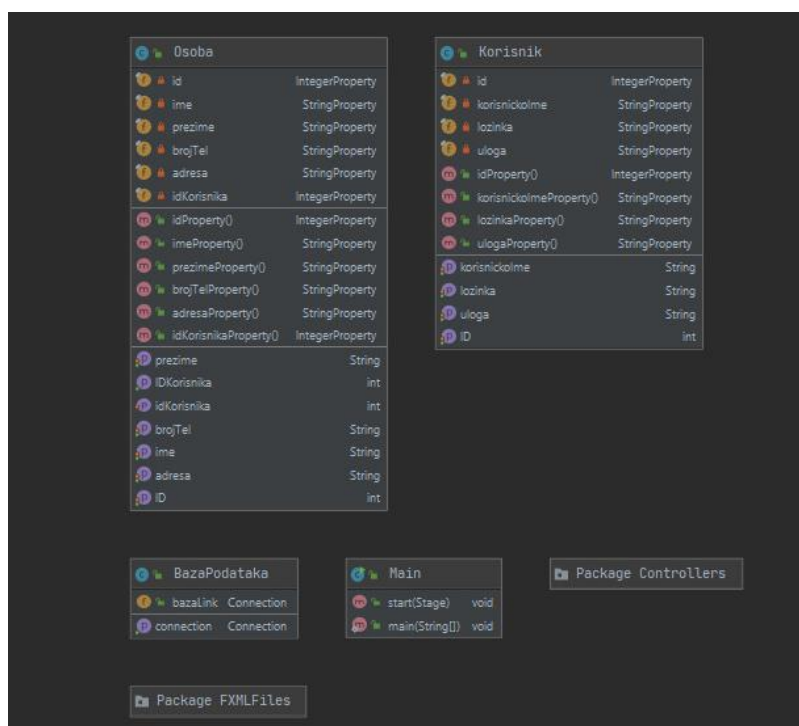 Osoba
id IntegerProperty
ime StringProperty
prezime StringProperty
brojTel StringProperty
adresa StringProperty
idKorisnika IntegerProperty
idProperty() IntegerProperty
imeProperty() StringProperty
prezimeProperty() StringProperty
brojTelProperty() StringProperty
adresaProperty() StringProperty
idKorisnikaProperty() IntegerProperty
prezime String
IDKorisnika int
idKorisnika int
brojTel String
ime String
adresa String
ID int
Korisnik
id IntegerProperty
korisnickoIme StringProperty
lozinka StringProperty
uloga StringProperty
idProperty() IntegerProperty
korisnickoImeProperty() StringProperty
lozinkaProperty() StringProperty
ulogaProperty() StringProperty
korisnickoIme String
lozinka String
uloga String
ID int
BazaPodataka
bazaLink Connection
connection Connection
Main
start(Stage) void
main(String[]) void
Package Controllers
Package FXMLFiles